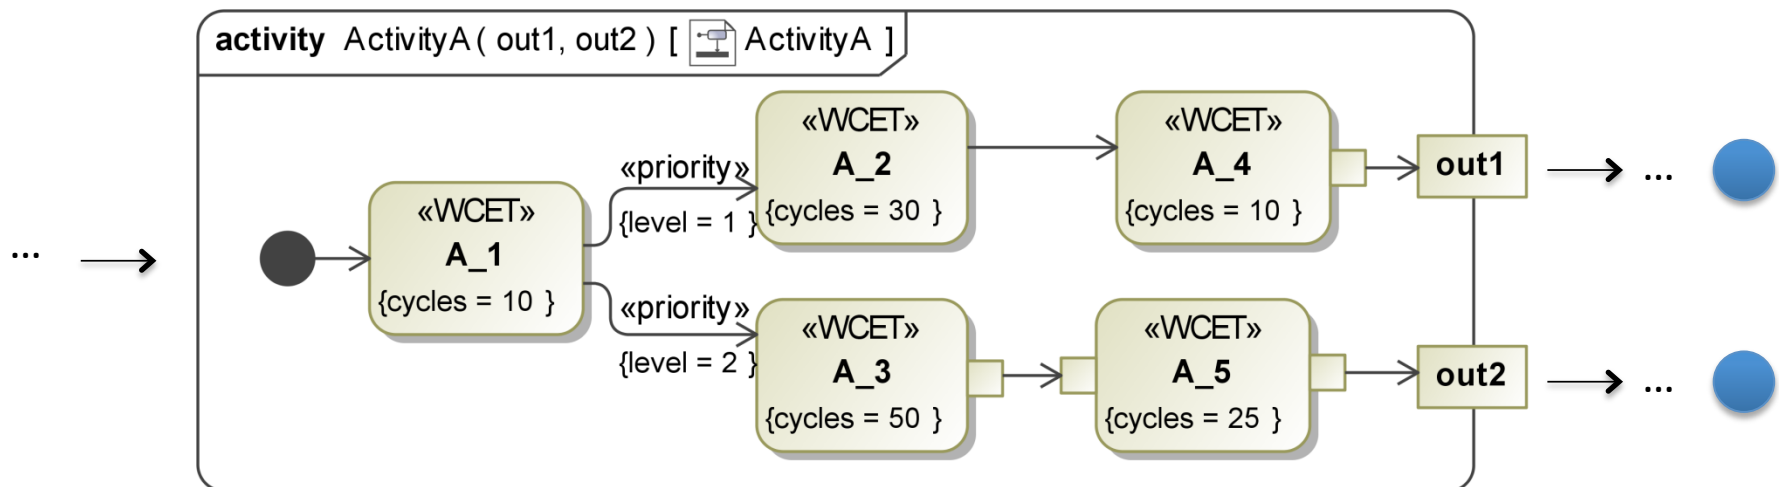 activity ActivityA ( out1, out2 ) [ ActivityA ]
...
«WCET»
A_1
{cycles = 10 }
«priority»
{level = 1 }
«WCET»
A_2
{cycles = 30 }
«WCET»
A_4
{cycles = 10 }
out1
...
«priority»
{level = 2 }
«WCET»
A_3
{cycles = 50 }
«WCET»
A_5
{cycles = 25 }
out2
...